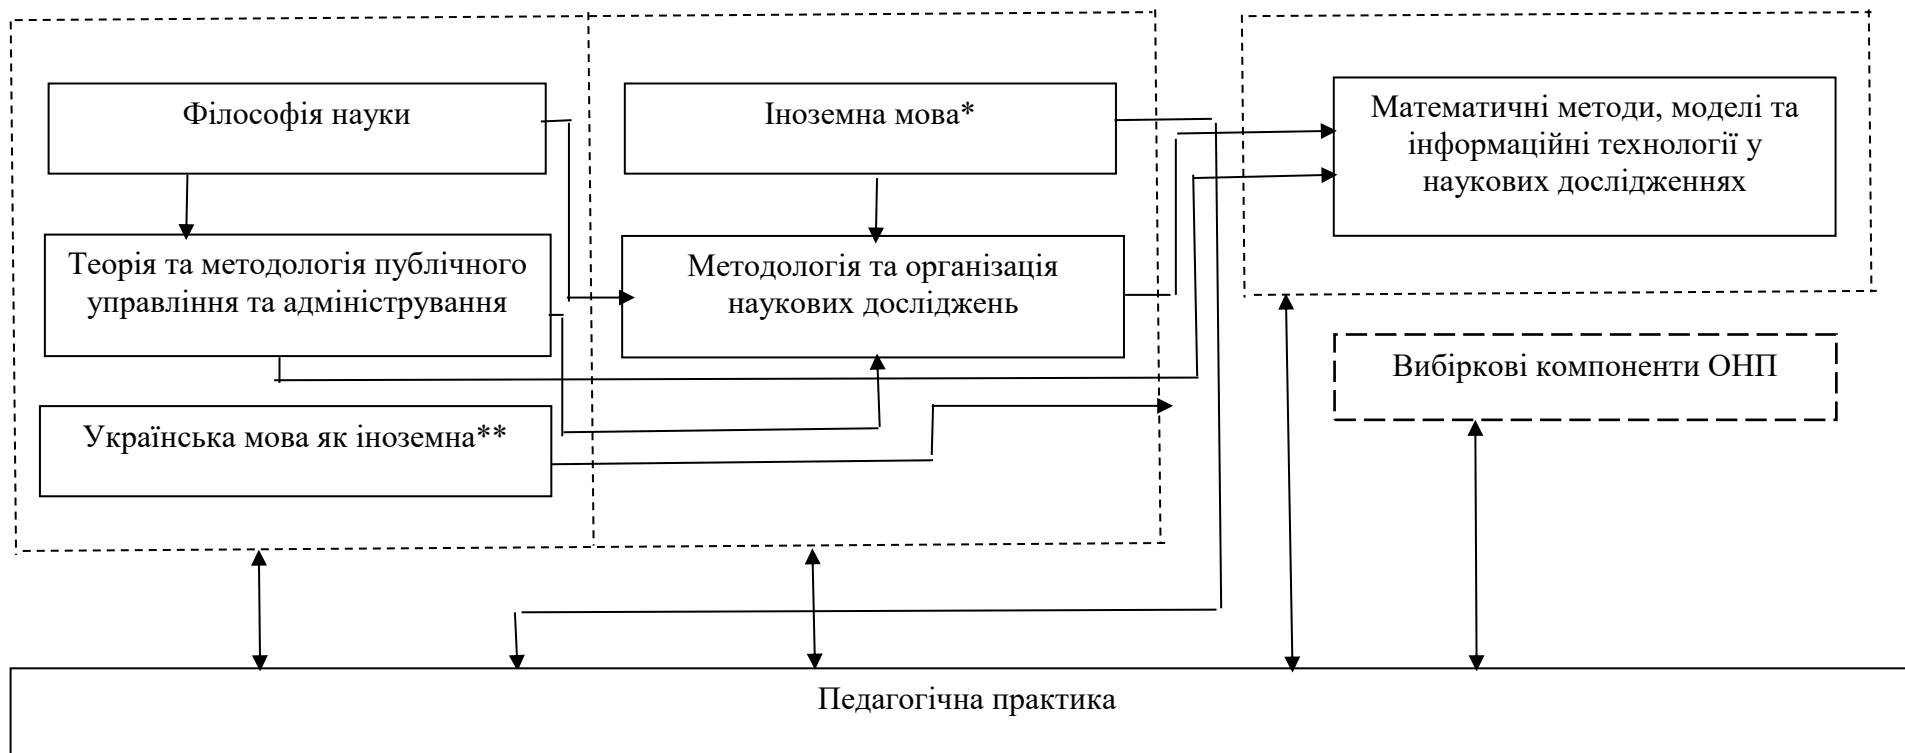 Філософія науки
Іноземна мова*
Математичні методи, моделі та
інформаційні технології у
наукових дослідженнях
Теорія та методологія публічного
управління та адміністрування
Методологія та організація
наукових досліджень
Вибіркові компоненти ОНП
Українська мова як іноземна**
Педагогічна практика